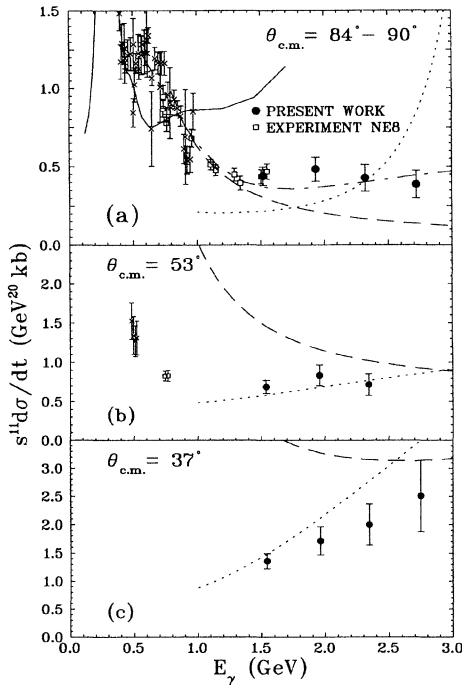 1.5
θc.m. = 84°− 90°
● PRESENT WORK
□ EXPERIMENT NE8
1.0
0.5
(a)
0.0
θc.m. = 53°
2.0
1.5
1.0
0.5
(b)
0.0
θc.m. = 37°
3.0
2.5
2.0
1.5
1.0
0.5
(c)
0.0
0.0 0.5 1.0 1.5 2.0 2.5 3.0
Eγ (GeV)
s¹¹dσ/dt (GeV²⁰ kb)